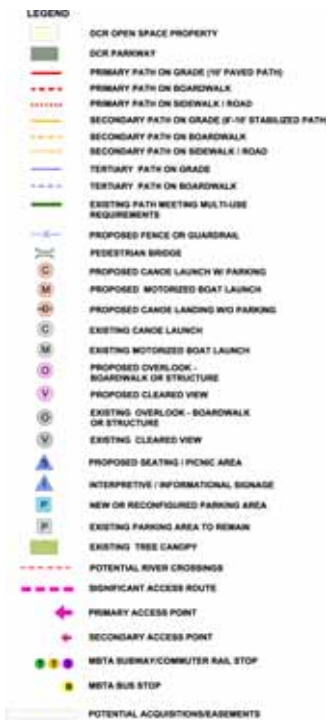 LEGEND
DCR OPEN SPACE PROPERTY
DCR PARKWAY
PRIMARY PATH ON GRADE (10' PAVED PATH)
PRIMARY PATH ON BOARDWALK
PRIMARY PATH ON SIDEWALK / ROAD
SECONDARY PATH ON GRADE (8'-10' STABILIZED PATH
SECONDARY PATH ON BOARDWALK
SECONDARY PATH ON SIDEWALK / ROAD
TERTIARY PATH ON GRADE
TERTIARY PATH ON BOARDWALK
EXISTING PATH MEETING MULTI-USE
REQUIREMENTS
PROPOSED FENCE OR GUARDRAIL
PEDESTRIAN BRIDGE
C PROPOSED CANOE LAUNCH W/ PARKING
M PROPOSED MOTORIZED BOAT LAUNCH
PROPOSED CANOE LANDING W/O PARKING
C EXISTING CANOE LAUNCH
M EXISTING MOTORIZED BOAT LAUNCH
O PROPOSED OVERLOOK -
BOARDWALK OR STRUCTURE
V PROPOSED CLEARED VIEW
O EXISTING OVERLOOK - BOARDWALK
OR STRUCTURE
V EXISTING CLEARED VIEW
PROPOSED SEATING / PICNIC AREA
INTERPRETIVE / INFORMATIONAL SIGNAGE
P NEW OR RECONFIGURED PARKING AREA
P EXISTING PARKING AREA TO REMAIN
EXISTING TREE CANOPY
POTENTIAL RIVER CROSSINGS
SIGNIFICANT ACCESS ROUTE
PRIMARY ACCESS POINT
SECONDARY ACCESS POINT
MBTA SUBWAY/COMMUTER RAIL STOP
MBTA BUS STOP
POTENTIAL ACQUISITIONS/EASEMENTS